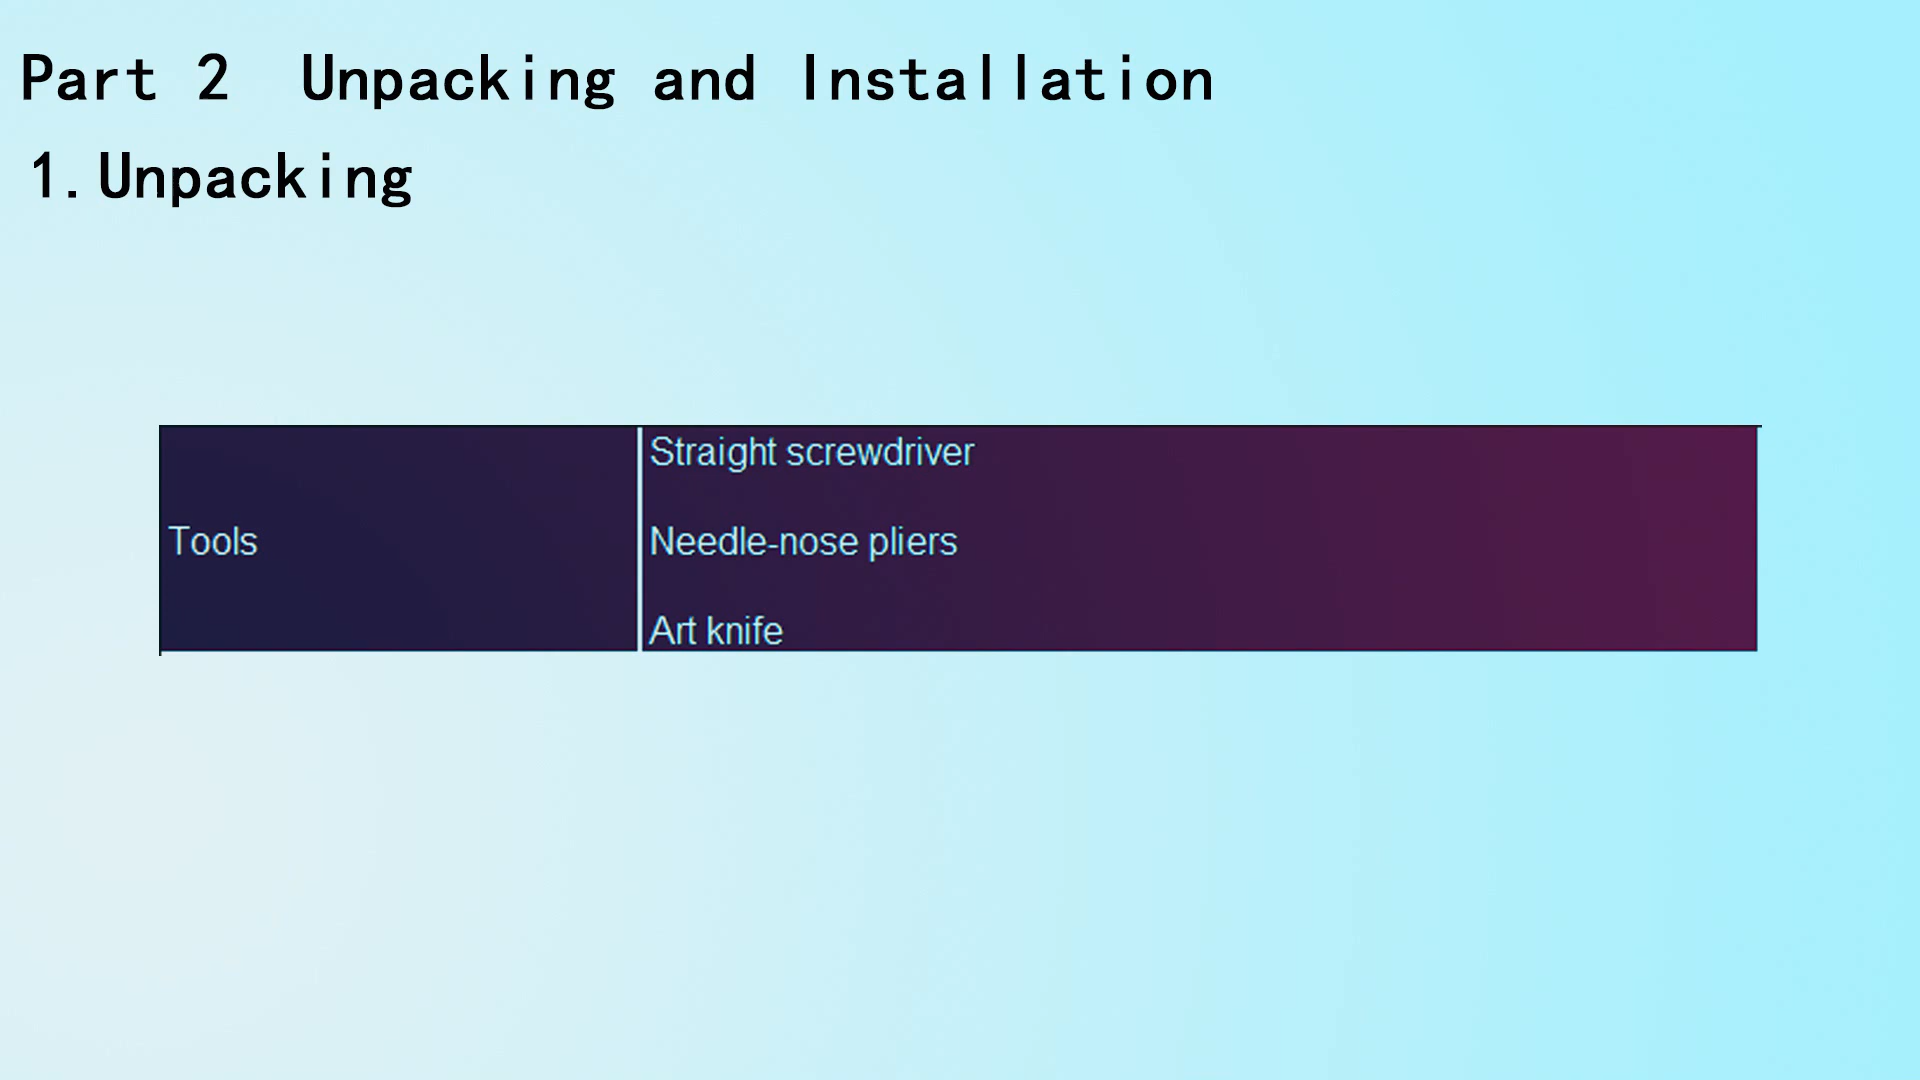 Part 2  Unpacking and Installation
1.Unpacking
Straight screwdriver
Tools
Needle-nose pliers
Art knife